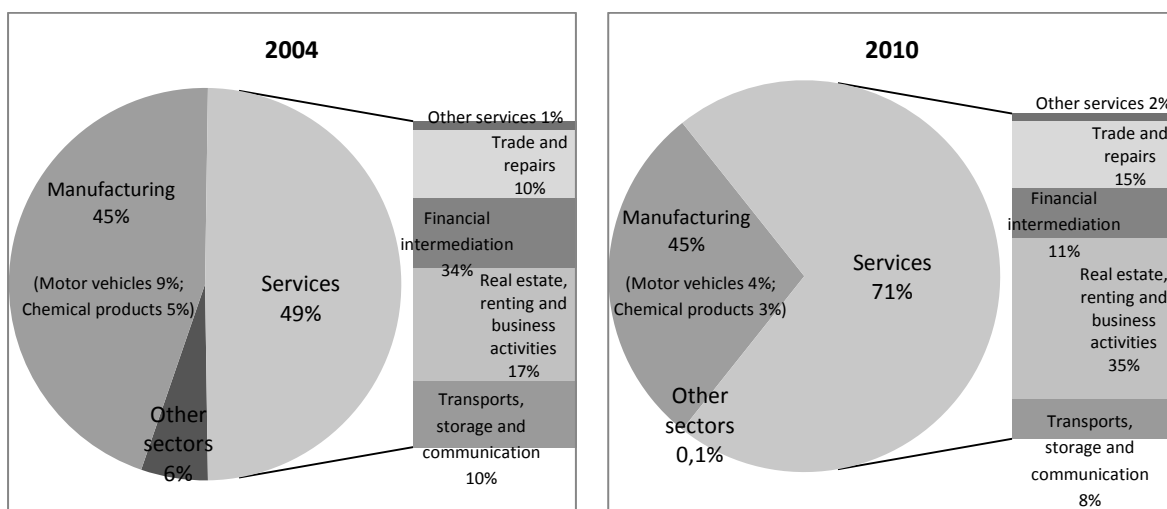 2004
Other services 1%
Trade and
repairs
10%
Manufacturing
45%
Financial
intermediation
34%
(Motor vehicles 9%;
Chemical products 5%)
Services
49%
Real estate,
renting and
business
activities
17%
Other
sectors
6%
Transports,
storage and
communication
10%
2010
Other services 2%
Trade and
repairs
15%
Manufacturing
45%
Financial
intermediation
11%
(Motor vehicles 4%;
Chemical products 3%)
Services
71%
Real estate,
renting and
business
activities
35%
Other
sectors
0,1%
Transports,
storage and
communication
8%